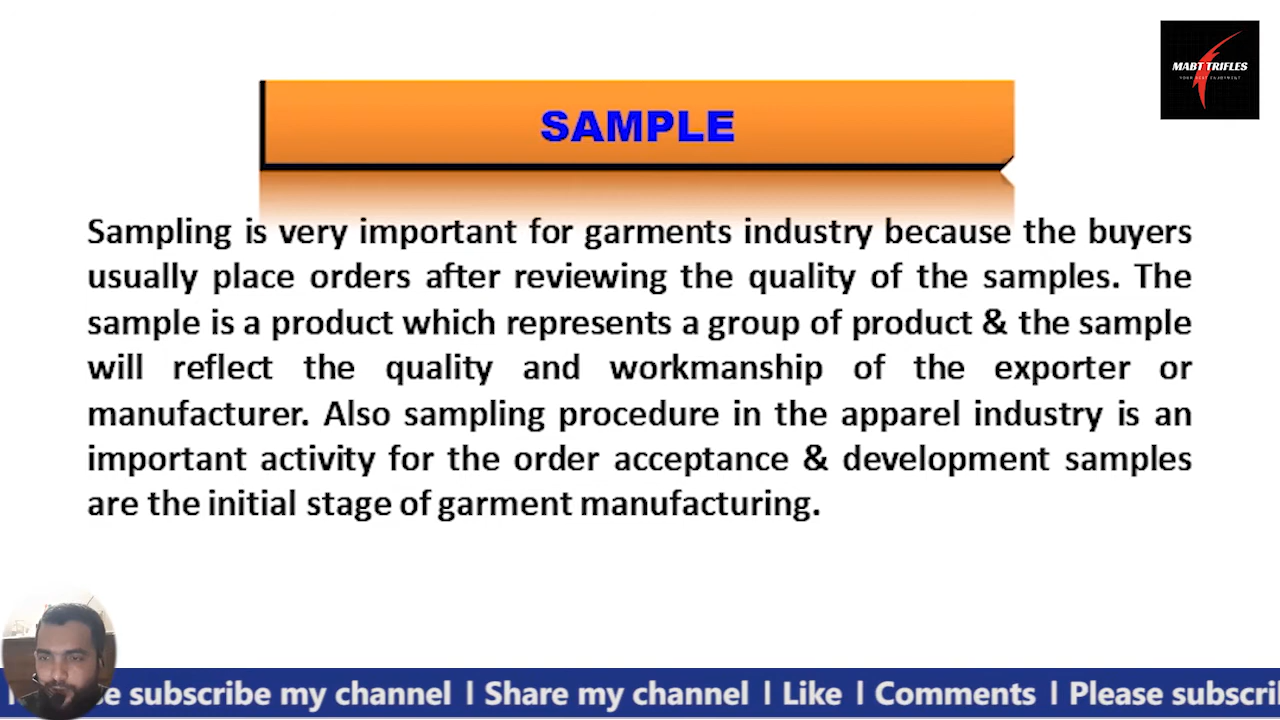 MABT TRIFLES
YOUR BEST ENJOYMENT
SAMPLE
Sampling is very important for garments industry because the buyers
usually place orders after reviewing the quality of the samples. The
sample is a product which represents a group of product & the sample
will reflect the quality and workmanship of the exporter or
manufacturer. Also sampling procedure in the apparel industry is an
important activity for the order acceptance & development samples
are the initial stage of garment manufacturing.
subscribe my channel l Share my channel l Like l Comments l Please subscri